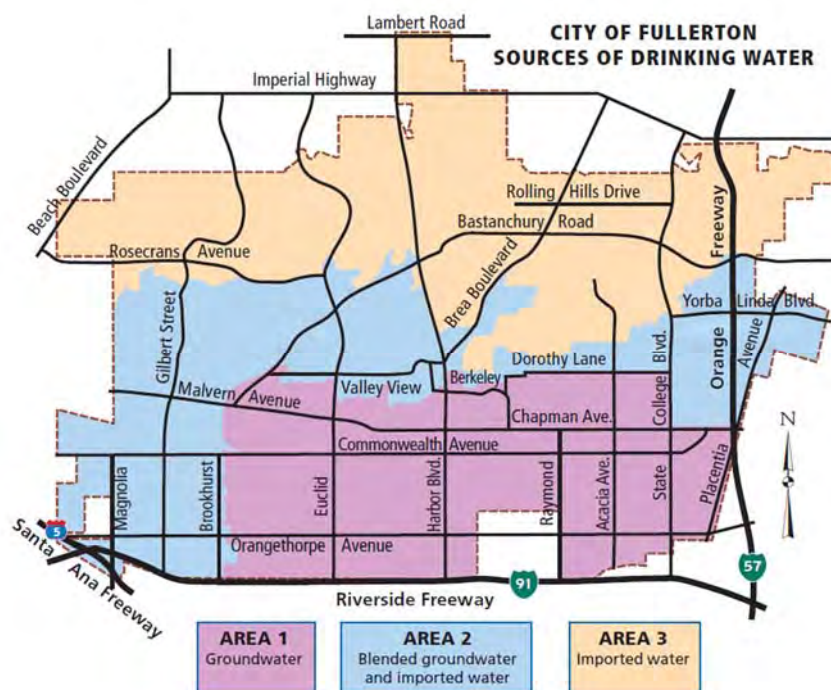 CITY OF FULLERTON
SOURCES OF DRINKING WATER
Lambert Road
Imperial Highway
Beach Boulevard
Rolling Hills Drive
Bastanchury Road
Rosecrans Avenue
Freeway
Brea Boulevard
Yorba Linda Blvd.
Gilbert Street
Orange
Avenue
Dorothy Lane
Blvd.
Valley View
Berkeley
Malvern Avenue
College
Chapman Ave.
N
Commonwealth Avenue
Magnolia
Brookhurst
Euclid
Harbor Blvd.
Raymond
Acacia Ave.
State
Placentia
5
Santa Ana Freeway
Orangethorpe Avenue
91
57
Riverside Freeway
AREA 1
Groundwater
AREA 2
Blended groundwater
and imported water
AREA 3
Imported water